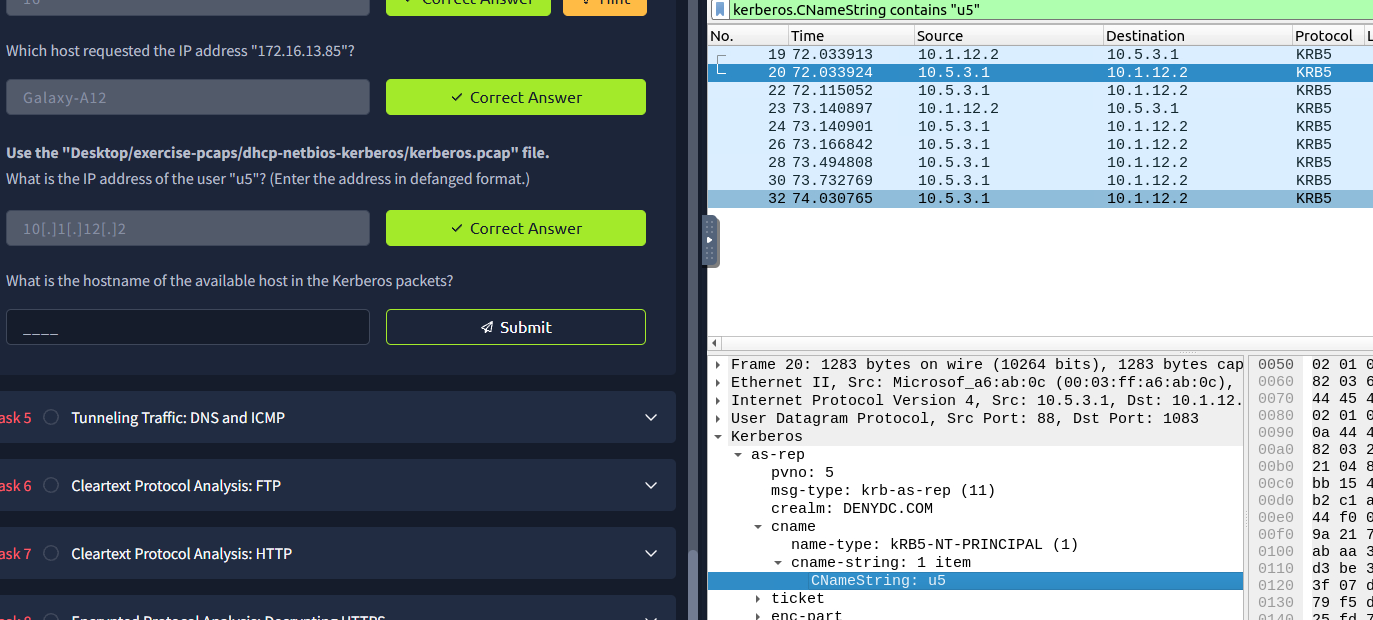 Which host requested the IP address "172.16.13.85"?
Galaxy-A12
Correct Answer
Use the "Desktop/exercise-pcaps/dhcp-netbios-kerberos/kerberos.pcap" file.
What is the IP address of the user "u5"? (Enter the address in defanged format.)
10[.]1[.]12[.]2
Correct Answer
What is the hostname of the available host in the Kerberos packets?
____
Submit
ask 5 Tunneling Traffic: DNS and ICMP
ask 6 Cleartext Protocol Analysis: FTP
ask 7 Cleartext Protocol Analysis: HTTP
Encrypted Protocol Analysis: Decrypting HTTPS
kerberos.CNameString contains "u5"
No. Time Source Destination Protocol L
19 72.033913 10.1.12.2 10.5.3.1 KRB5
20 72.033924 10.5.3.1 10.1.12.2 KRB5
22 72.115052 10.5.3.1 10.1.12.2 KRB5
23 73.140897 10.1.12.2 10.5.3.1 KRB5
24 73.140901 10.5.3.1 10.1.12.2 KRB5
26 73.166842 10.5.3.1 10.1.12.2 KRB5
28 73.494808 10.5.3.1 10.1.12.2 KRB5
30 73.732769 10.5.3.1 10.1.12.2 KRB5
32 74.030765 10.5.3.1 10.1.12.2 KRB5
Frame 20: 1283 bytes on wire (10264 bits), 1283 bytes cap
Ethernet II, Src: Microsof_a6:ab:0c (00:03:ff:a6:ab:0c),
Internet Protocol Version 4, Src: 10.5.3.1, Dst: 10.1.12.
User Datagram Protocol, Src Port: 88, Dst Port: 1083
Kerberos
as-rep
pvno: 5
msg-type: krb-as-rep (11)
crealm: DENYDC.COM
cname
name-type: kRB5-NT-PRINCIPAL (1)
cname-string: 1 item
CNameString: u5
ticket
enc-part
0050 02 01 0
0060 82 03 6
0070 44 45 4
0080 02 01 0
0090 0a 44 4
00a0 82 03 2
00b0 21 04 8
00c0 bb 15 4
00d0 b2 c1 a
00e0 44 f0 0
00f0 9a 21 7
0100 ab aa 3
0110 d3 be 3
0120 3f 07 d
0130 79 f5 d
0140 25 fd 7